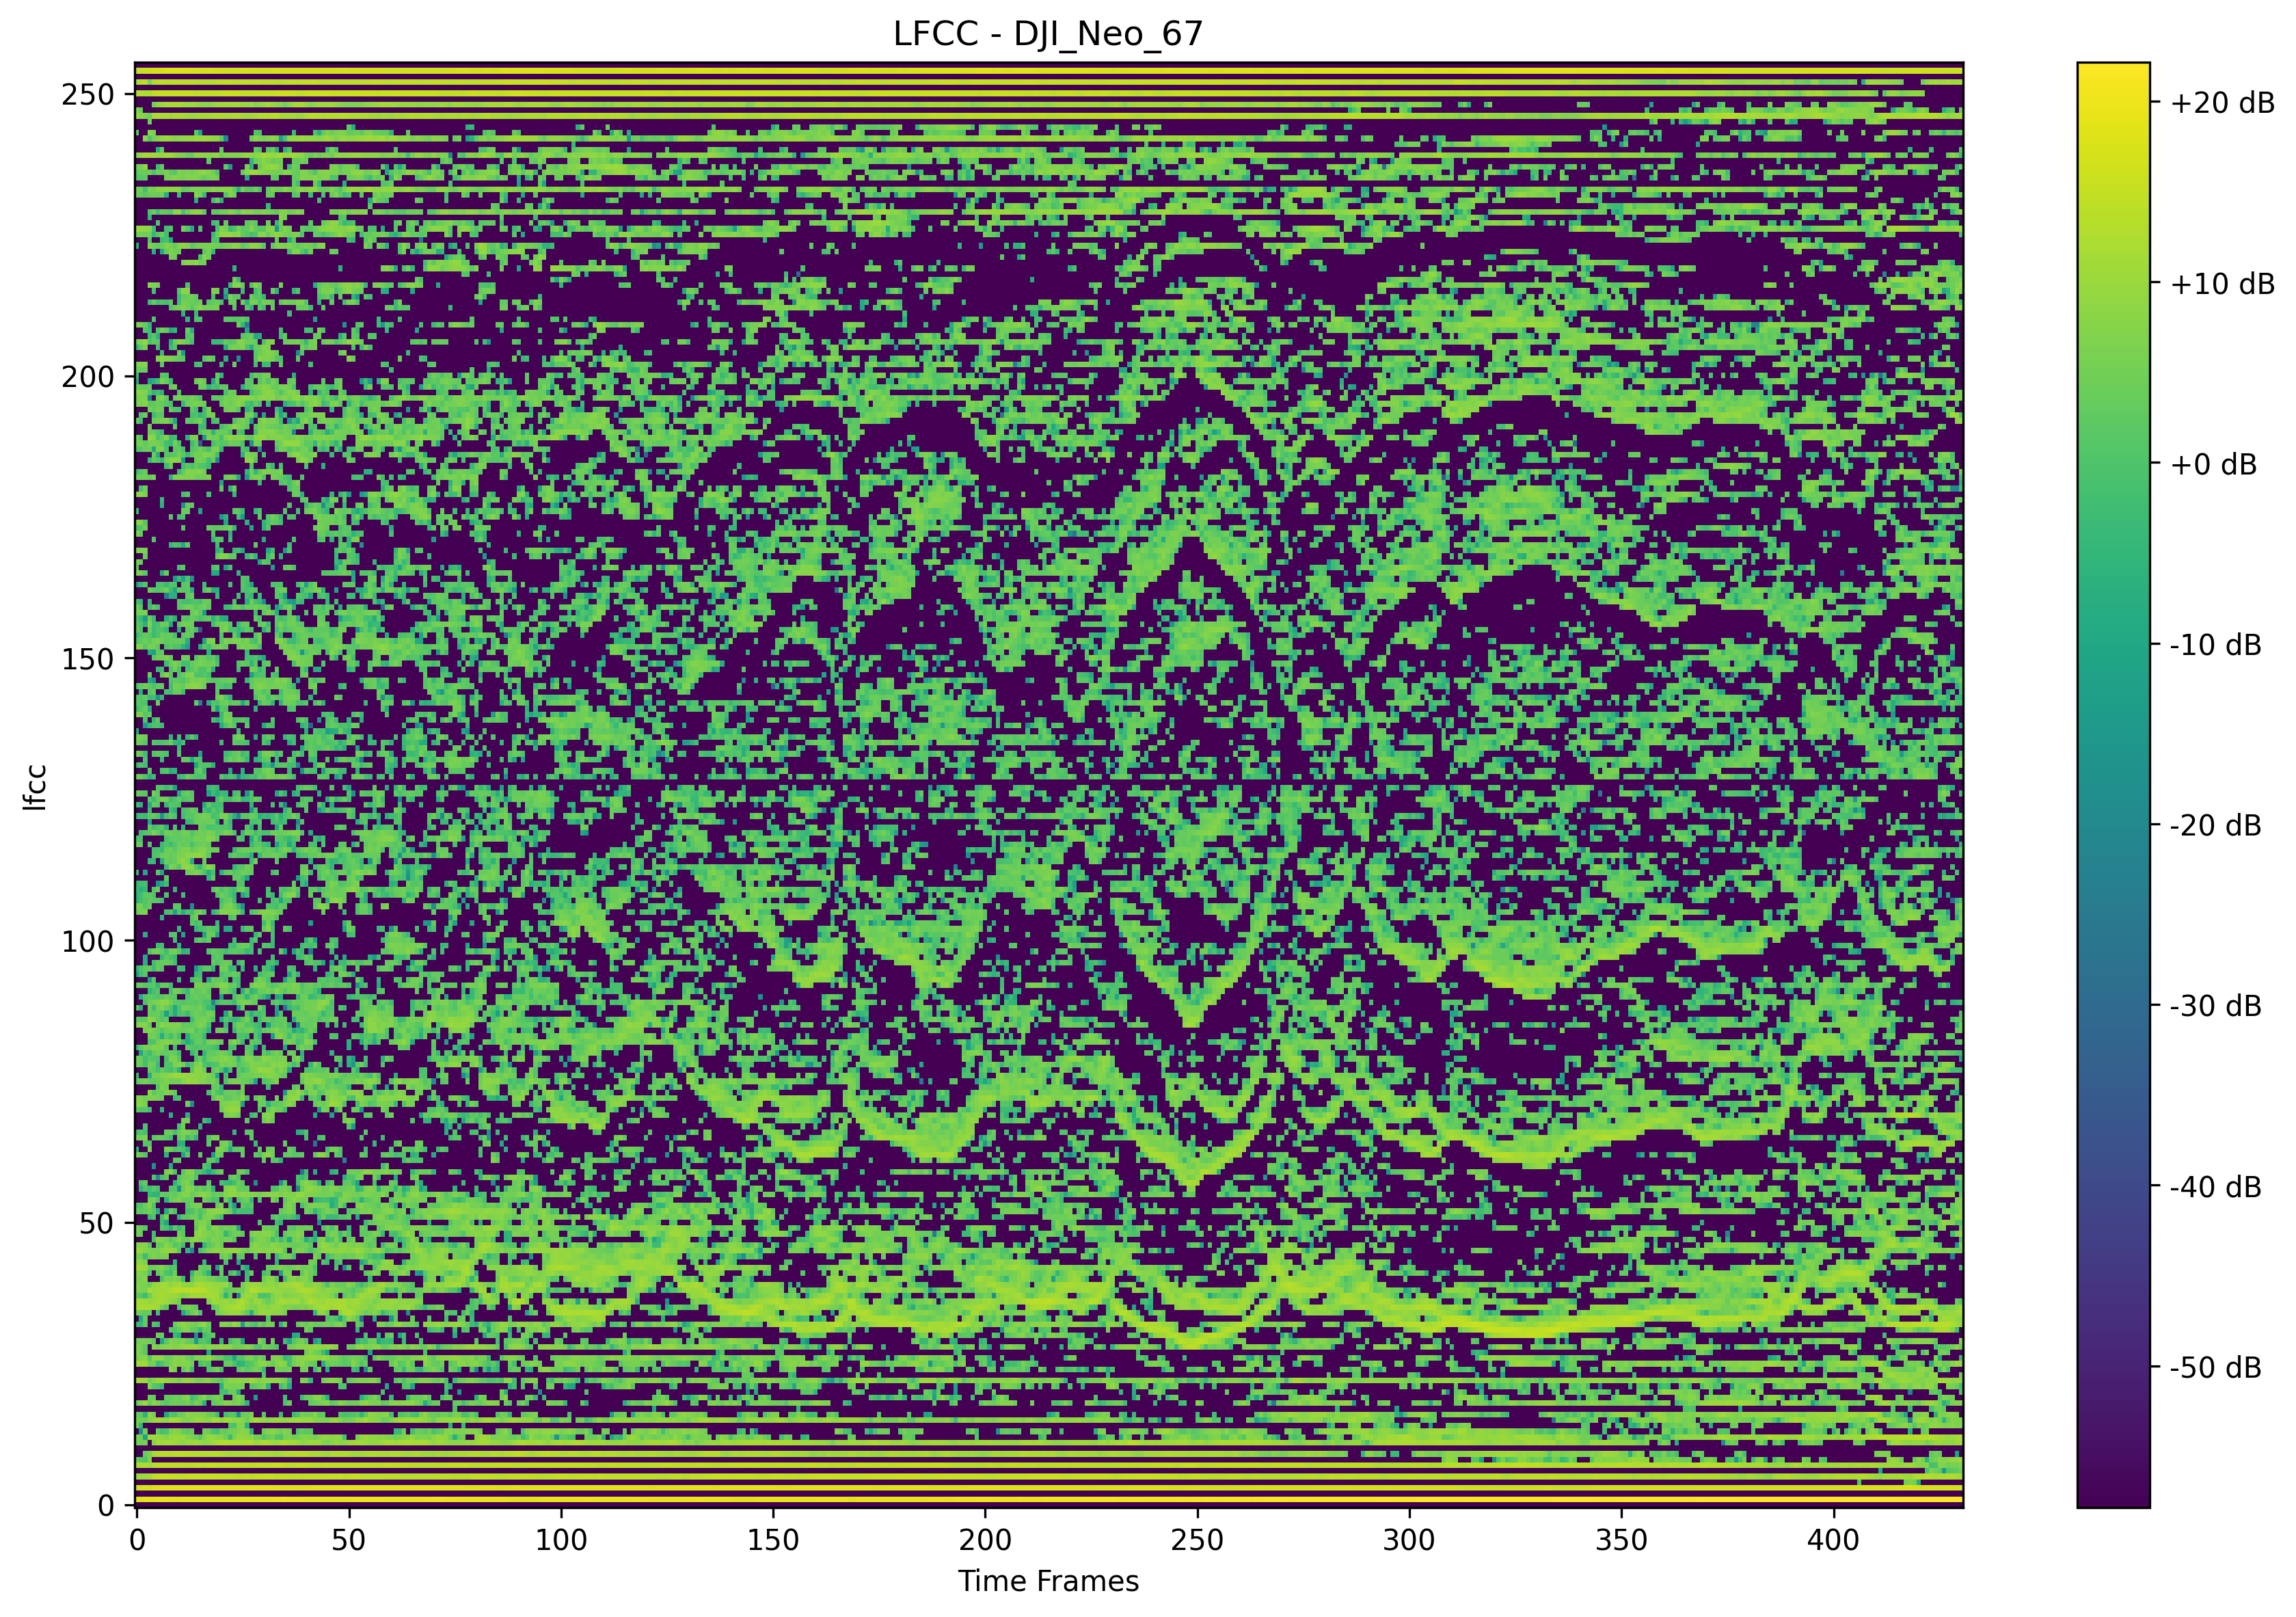 LFCC - DJI_Neo_67
250
200
150
100
50
0
lfcc
0 50 100 150 200 250 300 350 400
Time Frames
+20 dB
+10 dB
+0 dB
-10 dB
-20 dB
-30 dB
-40 dB
-50 dB